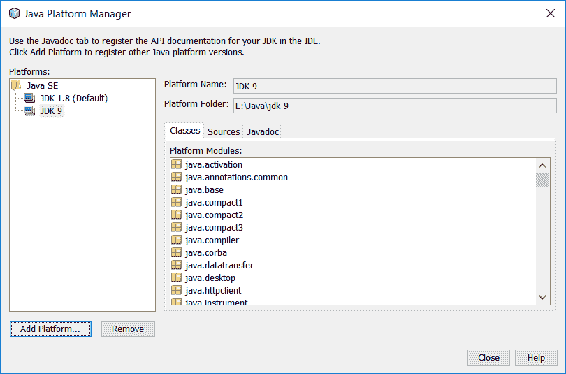 Java Platform Manager
Use the Javadoc tab to register the API documentation for your JDK in the IDE.
Click Add Platform to register other Java platform versions.
Platforms:
Java SE
JDK 1.8 (Default)
JDK 9
Platform Name:
JDK 9
Platform Folder:
E:\Java\jdk-9
Classes Sources Javadoc
Platform Modules:
java.activation
java.annotations.common
java.base
java.compact1
java.compact2
java.compact3
java.compiler
java.corba
java.datatransfer
java.desktop
java.httpclient
java.instrument
Add Platform... Remove
Close Help